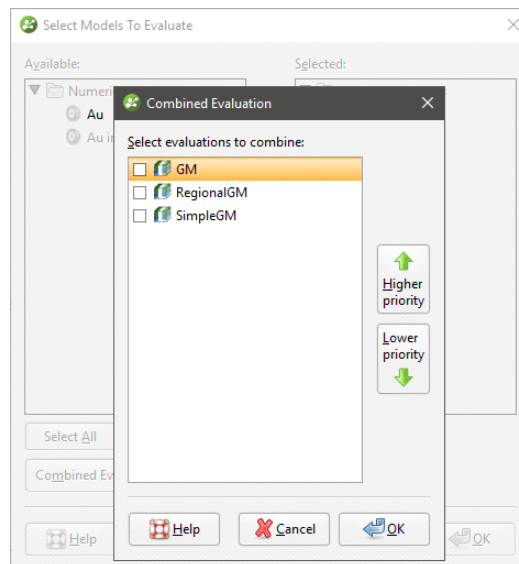 Select Models To Evaluate
Available:
Selected:
Numeri
Au
Au i
Combined Evaluation
Select evaluations to combine:
GM
RegionalGM
SimpleGM
Higher
priority
Lower
priority
Select All
Combined Ev
Help
Cancel
OK
Help
OK